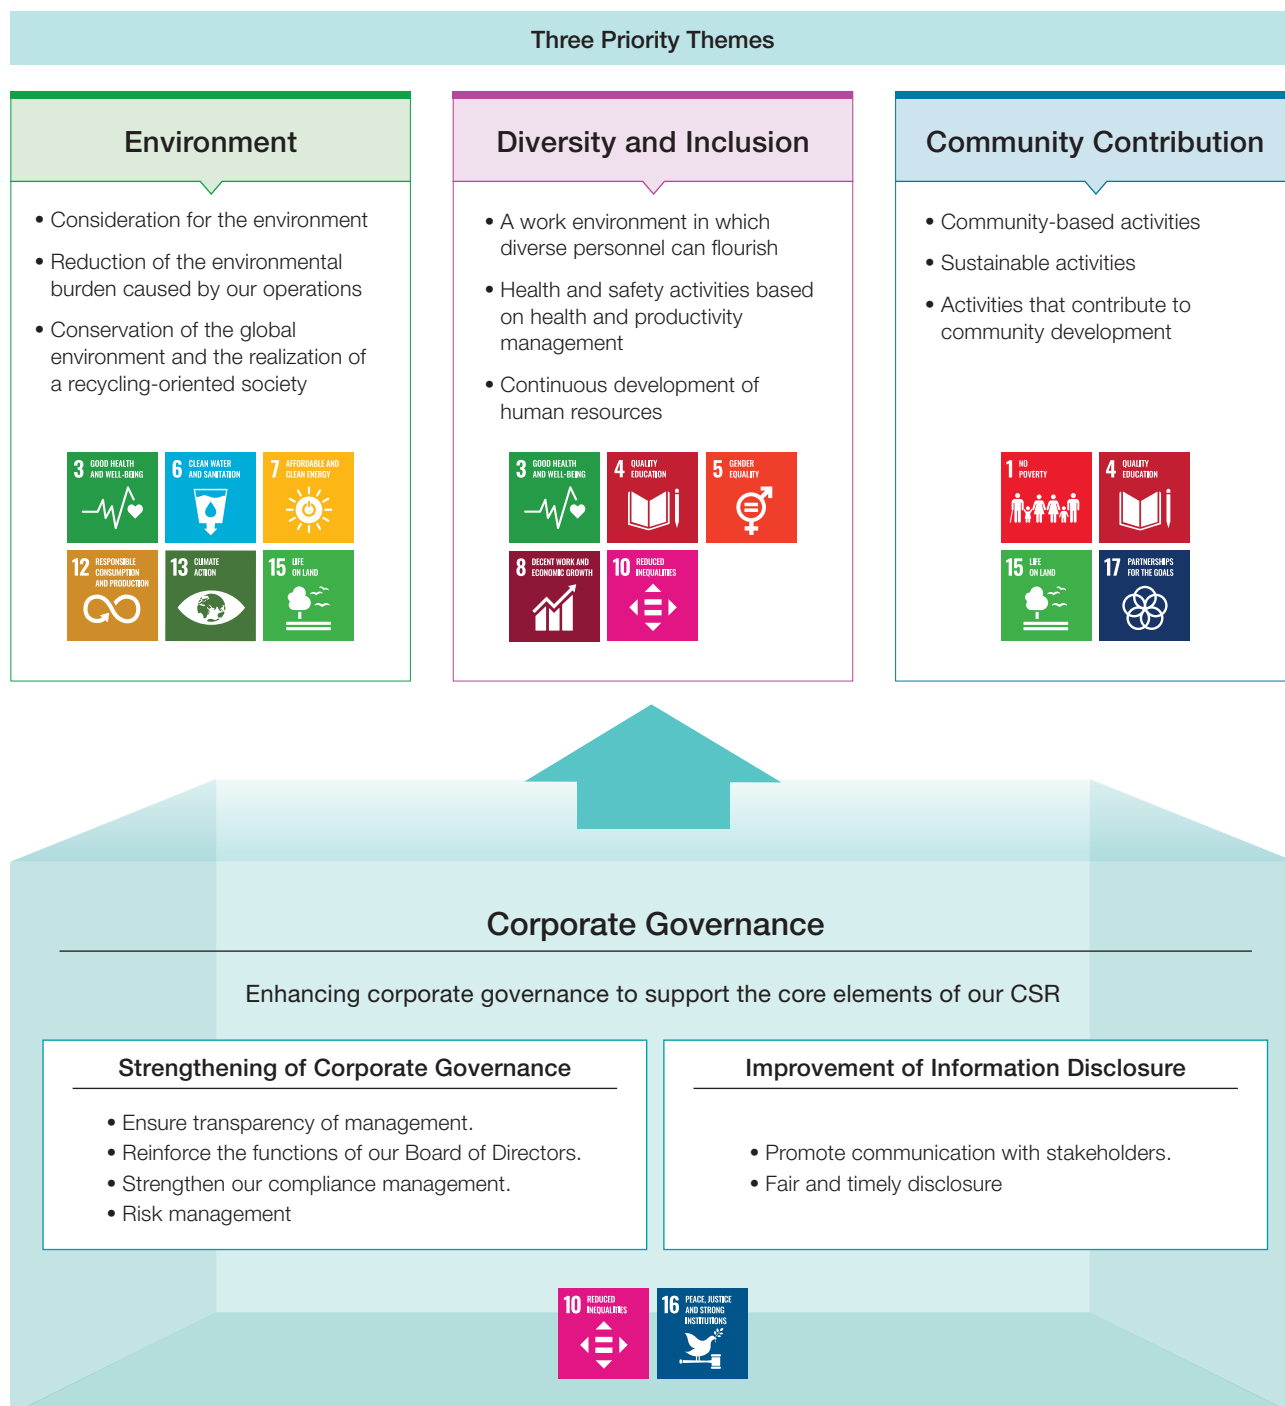 Three Priority Themes
Environment
• Consideration for the environment
• Reduction of the environmental
burden caused by our operations
• Conservation of the global
environment and the realization of
a recycling-oriented society
3 GOOD HEALTH
AND WELL-BEING
6 CLEAN WATER
AND SANITATION
7 AFFORDABLE AND
CLEAN ENERGY
12 RESPONSIBLE
CONSUMPTION
AND PRODUCTION
13 CLIMATE
ACTION
15 LIFE
ON LAND
Diversity and Inclusion
• A work environment in which
diverse personnel can flourish
• Health and safety activities based
on health and productivity
management
• Continuous development of
human resources
3 GOOD HEALTH
AND WELL-BEING
4 QUALITY
EDUCATION
5 GENDER
EQUALITY
8 DECENT WORK AND
ECONOMIC GROWTH
10 REDUCED
INEQUALITIES
Community Contribution
• Community-based activities
• Sustainable activities
• Activities that contribute to
community development
1 NO
POVERTY
4 QUALITY
EDUCATION
15 LIFE
ON LAND
17 PARTNERSHIPS
FOR THE GOALS
Corporate Governance
Enhancing corporate governance to support the core elements of our CSR
Strengthening of Corporate Governance
• Ensure transparency of management.
• Reinforce the functions of our Board of Directors.
• Strengthen our compliance management.
• Risk management
Improvement of Information Disclosure
• Promote communication with stakeholders.
• Fair and timely disclosure
10 REDUCED
INEQUALITIES
16 PEACE, JUSTICE
AND STRONG
INSTITUTIONS